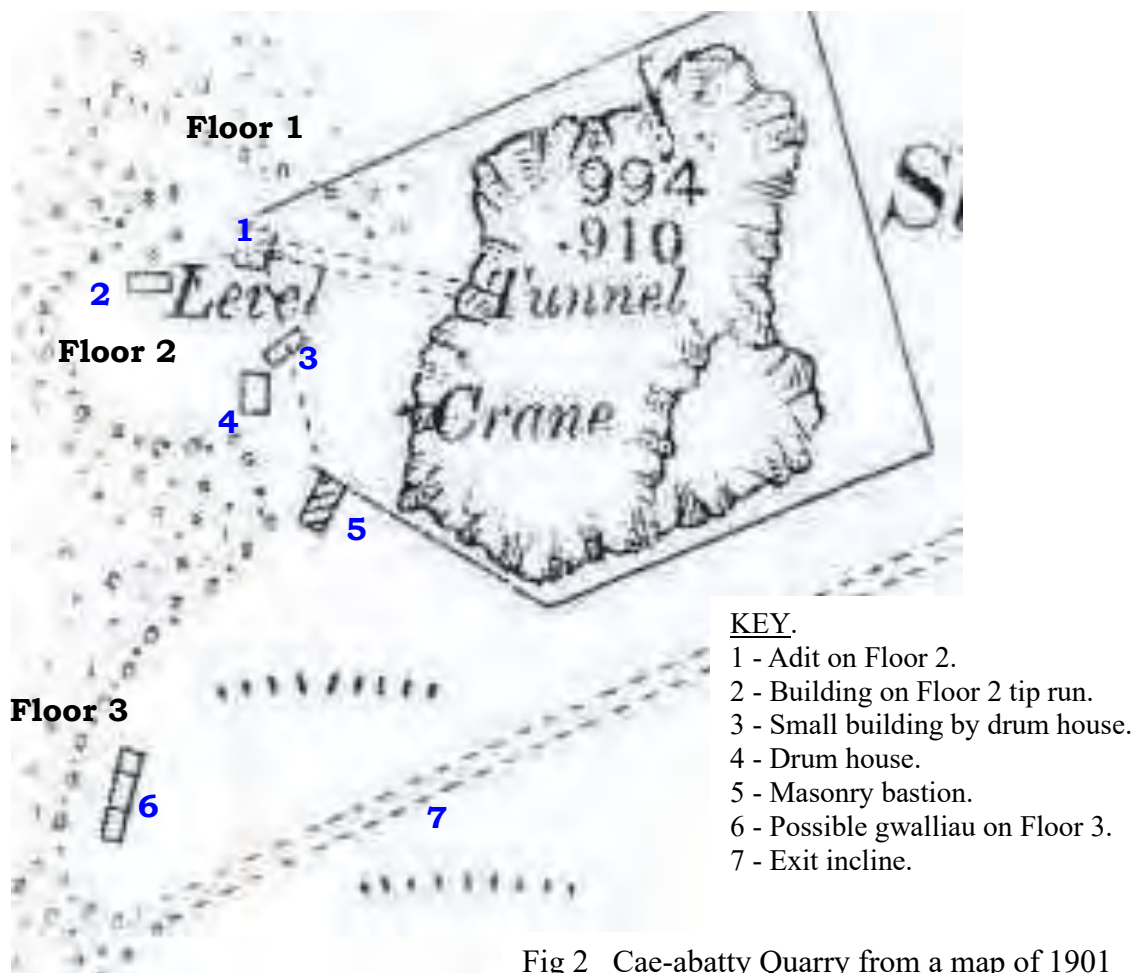 Floor 1
994
.910
1
2
Level
Tunnel
Floor 2
3
Crane
4
5
KEY.
1 - Adit on Floor 2.
2 - Building on Floor 2 tip run.
3 - Small building by drum house.
4 - Drum house.
5 - Masonry bastion.
6 - Possible gwalliau on Floor 3.
7 - Exit incline.
Floor 3
6
7
Fig 2 Cae-abatty Quarry from a map of 1901